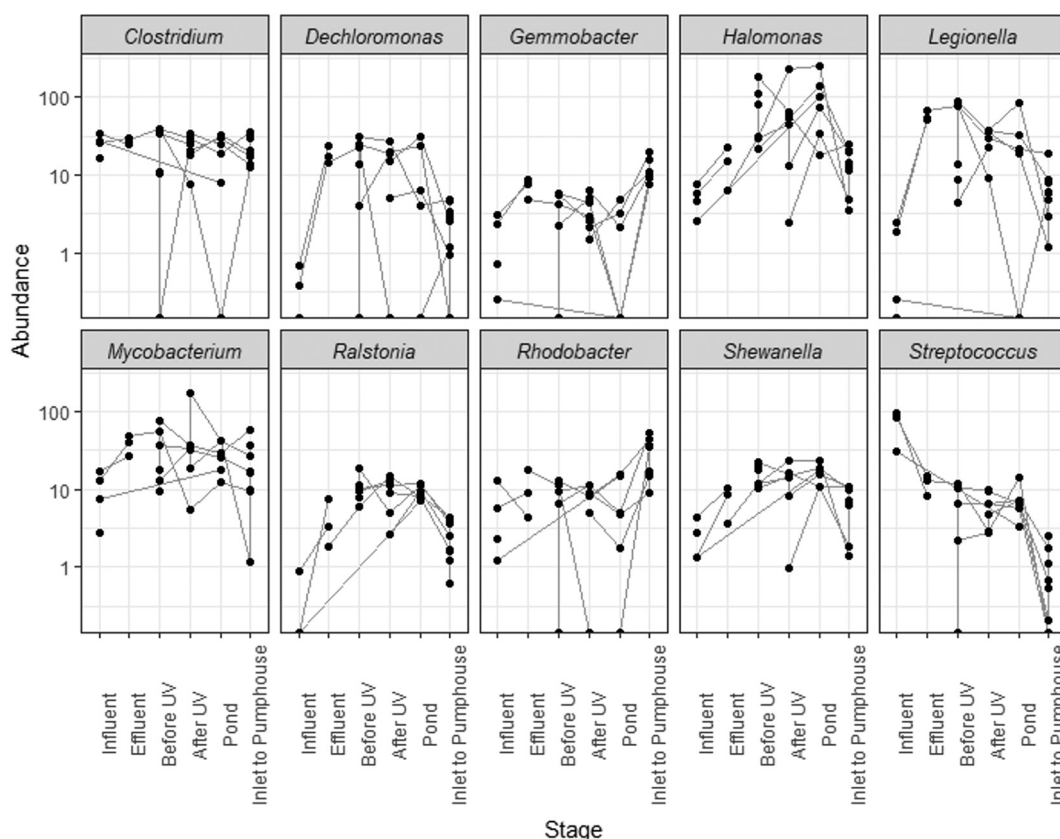 Clostridium Dechloromonas Gemmobacter Halomonas Legionella
100
10
1
Abundance
Mycobacterium Ralstonia Rhodobacter Shewanella Streptococcus
100
10
1
Influent Effluent Before UV After UV Pond Inlet to Pumphouse Influent Effluent Before UV After UV Pond Inlet to Pumphouse Influent Effluent Before UV After UV Pond Inlet to Pumphouse Influent Effluent Before UV After UV Pond Inlet to Pumphouse Influent Effluent Before UV After UV Pond Inlet to Pumphouse
Stage